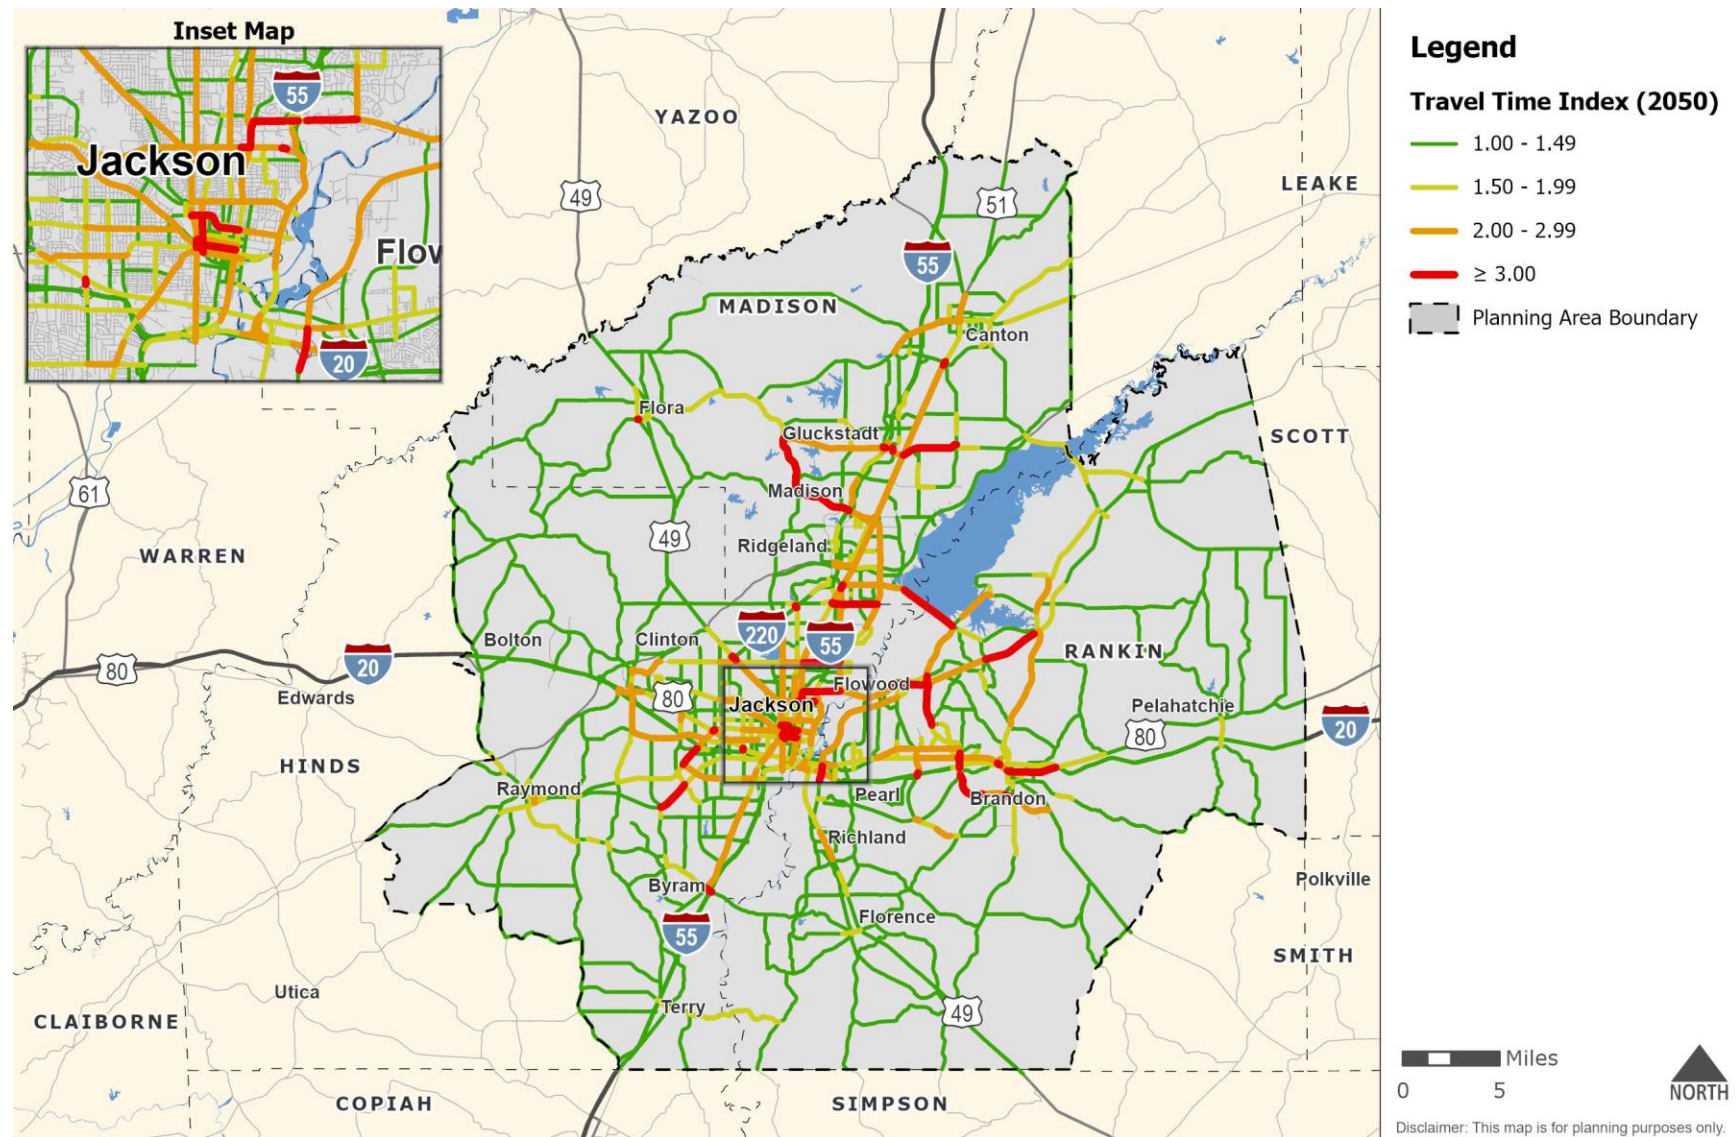 Inset Map
55
Jackson
Flow
20
YAZOO
LEAKE
49
51
55
MADISON
Canton
Flora
Gluckstadt
SCOTT
61
Madison
49
Ridgeland
WARREN
220
55
Bolton
Clinton
RANKIN
80
20
Edwards
80
Flowood
Jackson
Pelahatchie
80
20
HINDS
Raymond
Pearl
Brandon
Richland
Byram
Polkville
55
Florence
SMITH
Utica
Terry
49
CLAIBORNE
COPIAH
SIMPSON
Legend
Travel Time Index (2050)
1.00 - 1.49
1.50 - 1.99
2.00 - 2.99
≥ 3.00
Planning Area Boundary
Miles
0 5
NORTH
Disclaimer: This map is for planning purposes only.